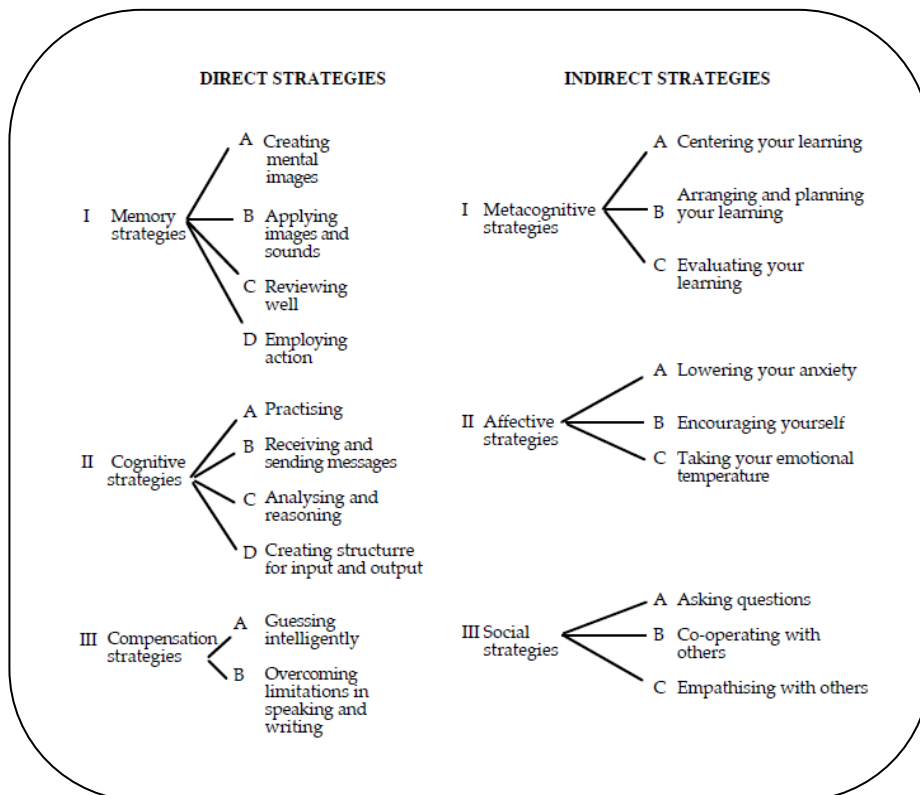 DIRECT STRATEGIES
I Memory
strategies
A Creating
mental
images
B Applying
images and
sounds
C Reviewing
well
D Employing
action
II Cognitive
strategies
A Practising
B Receiving and
sending messages
C Analysing and
reasoning
D Creating structurre
for input and output
III Compensation
strategies
A Guessing
intelligently
B Overcoming
limitations in
speaking and
writing
INDIRECT STRATEGIES
I Metacognitive
strategies
A Centering your learning
B Arranging and planning
your learning
C Evaluating your
learning
II Affective
strategies
A Lowering your anxiety
B Encouraging yourself
C Taking your emotional
temperature
III Social
strategies
A Asking questions
B Co-operating with
others
C Empathising with others